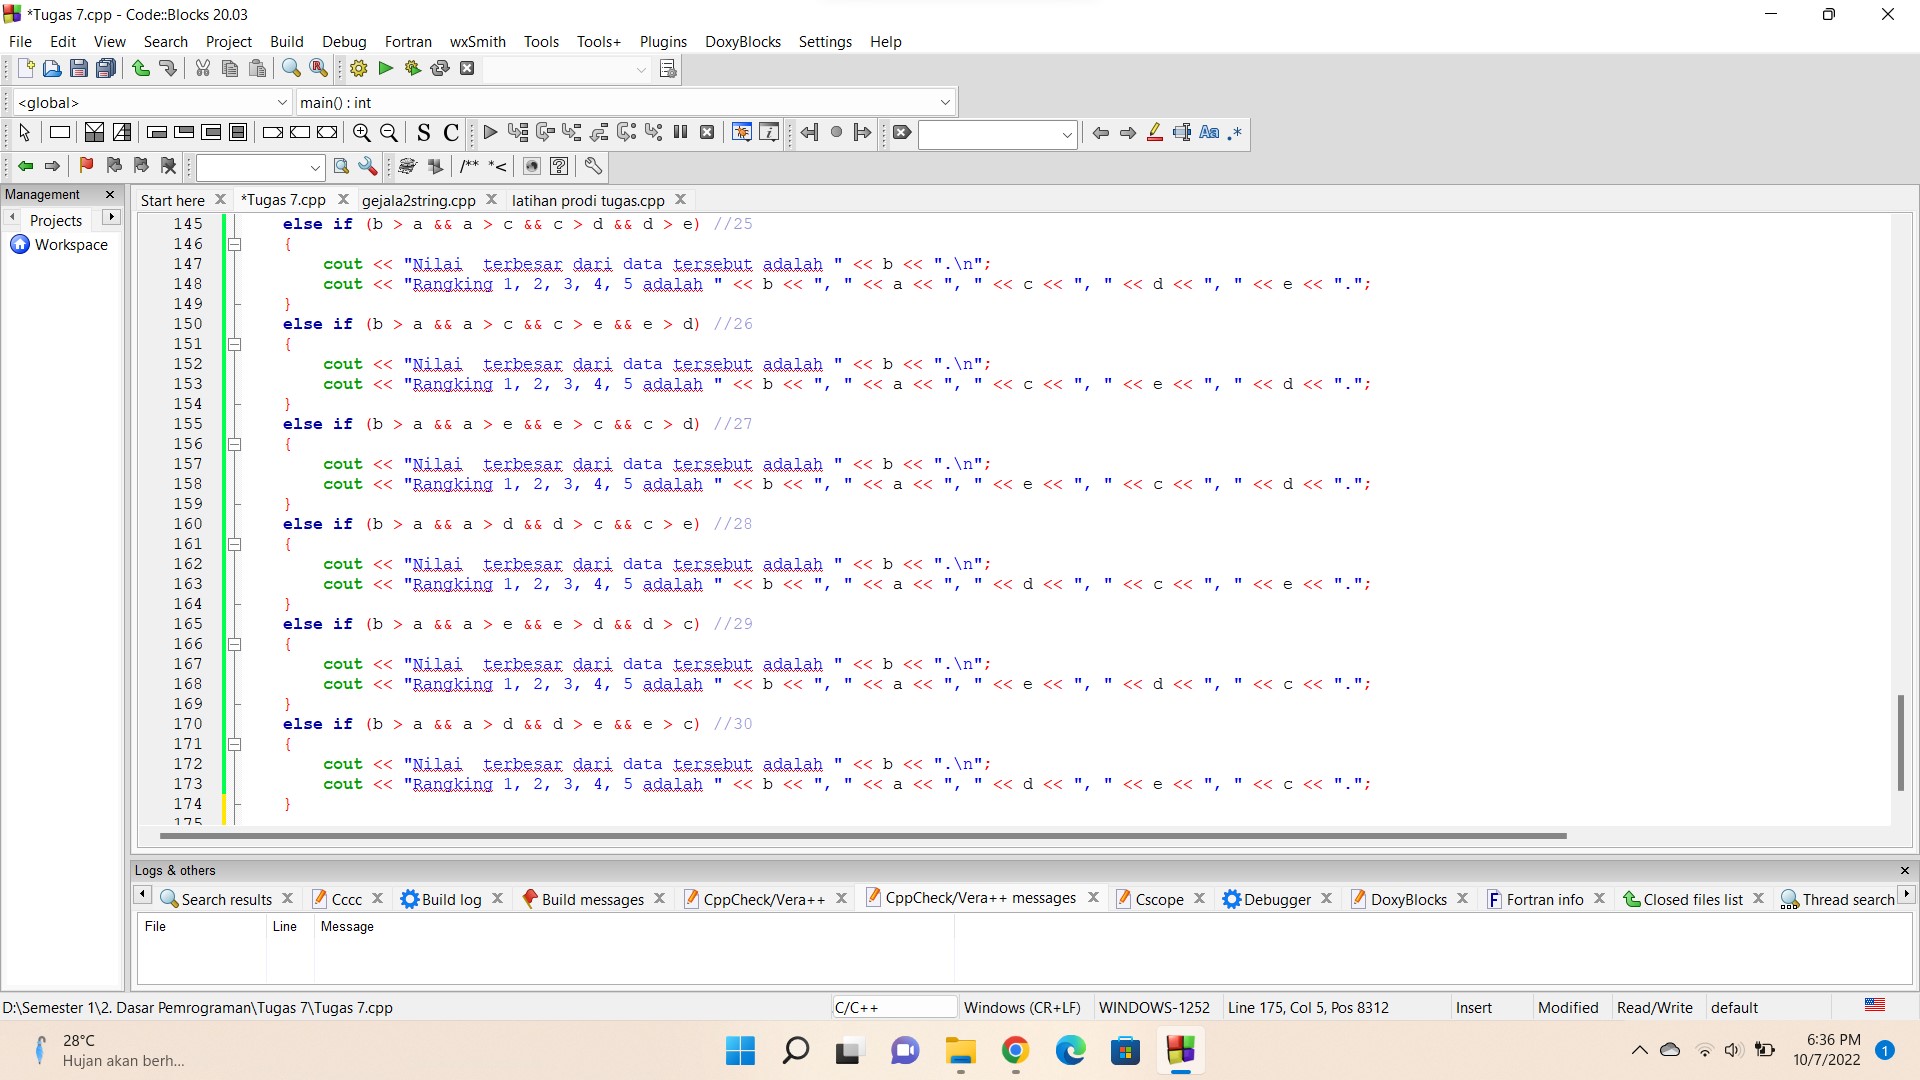 *Tugas 7.cpp - Code::Blocks 20.03
File Edit View Search Project Build Debug Fortran wxSmith Tools Tools+ Plugins DoxyBlocks Settings Help
<global> main() : int
S C
i Aa .*
/** *<
Management
Start here *Tugas 7.cpp gejala2string.cpp latihan prodi tugas.cpp
Projects
Workspace
145 else if (b > a && a > c && c > d && d > e) //25
146 {
147 cout << "Nilai  terbesar dari data tersebut adalah " << b << ".\n";
148 cout << "Rangking 1, 2, 3, 4, 5 adalah " << b << ", " << a << ", " << c << ", " << d << ", " << e << ".";
149 }
150 else if (b > a && a > c && c > e && e > d) //26
151 {
152 cout << "Nilai  terbesar dari data tersebut adalah " << b << ".\n";
153 cout << "Rangking 1, 2, 3, 4, 5 adalah " << b << ", " << a << ", " << c << ", " << e << ", " << d << ".";
154 }
155 else if (b > a && a > e && e > c && c > d) //27
156 {
157 cout << "Nilai  terbesar dari data tersebut adalah " << b << ".\n";
158 cout << "Rangking 1, 2, 3, 4, 5 adalah " << b << ", " << a << ", " << e << ", " << c << ", " << d << ".";
159 }
160 else if (b > a && a > d && d > c && c > e) //28
161 {
162 cout << "Nilai  terbesar dari data tersebut adalah " << b << ".\n";
163 cout << "Rangking 1, 2, 3, 4, 5 adalah " << b << ", " << a << ", " << d << ", " << c << ", " << e << ".";
164 }
165 else if (b > a && a > e && e > d && d > c) //29
166 {
167 cout << "Nilai  terbesar dari data tersebut adalah " << b << ".\n";
168 cout << "Rangking 1, 2, 3, 4, 5 adalah " << b << ", " << a << ", " << e << ", " << d << ", " << c << ".";
169 }
170 else if (b > a && a > d && d > e && e > c) //30
171 {
172 cout << "Nilai  terbesar dari data tersebut adalah " << b << ".\n";
173 cout << "Rangking 1, 2, 3, 4, 5 adalah " << b << ", " << a << ", " << d << ", " << e << ", " << c << ".";
174 }
175
Logs & others
Search results Cccc Build log Build messages CppCheck/Vera++ CppCheck/Vera++ messages Cscope Debugger DoxyBlocks Fortran info Closed files list Thread search
File Line Message
D:\Semester 1\2. Dasar Pemrograman\Tugas 7\Tugas 7.cpp C/C++ Windows (CR+LF) WINDOWS-1252 Line 175, Col 5, Pos 8312 Insert Modified Read/Write default
28°C
Hujan akan berh...
6:36 PM
10/7/2022
1